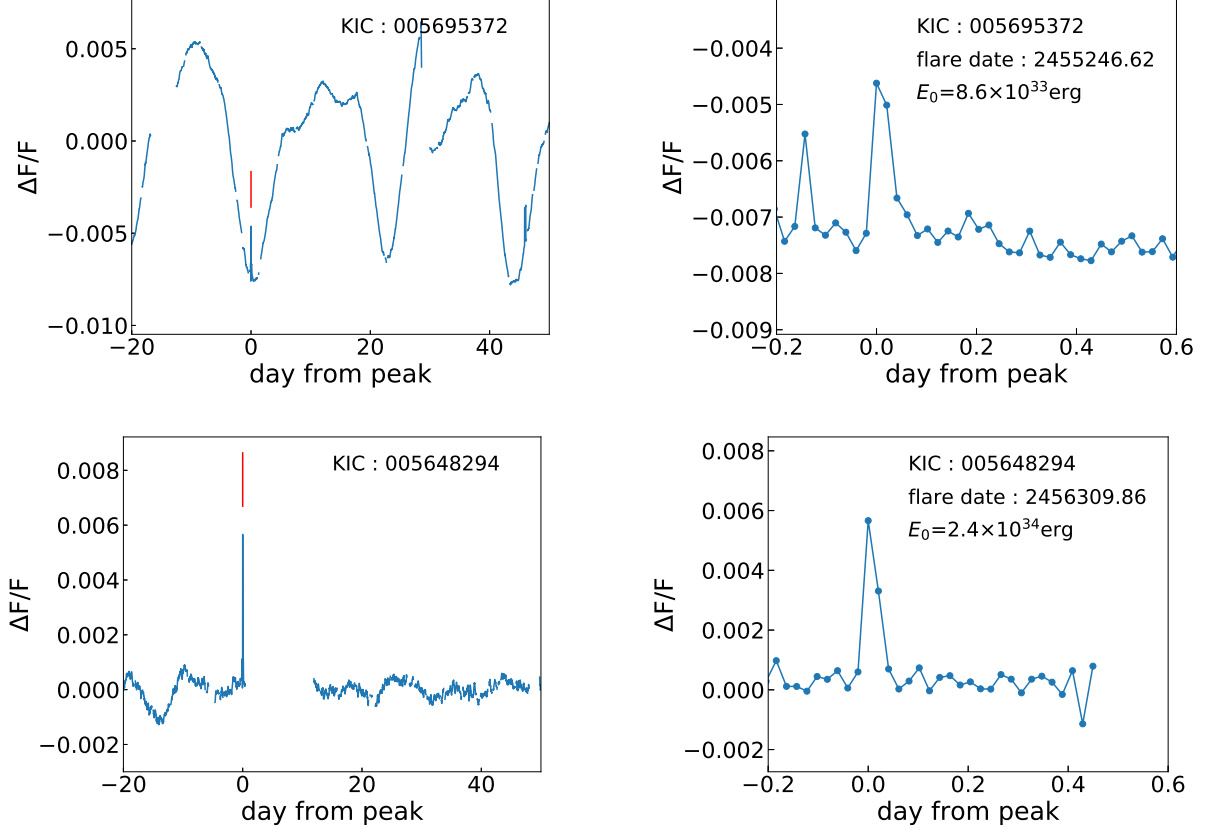 KIC : 005695372
ΔF/F
0.005
0.000
−0.005
−0.010
−20
0
20
40
day from peak
KIC : 005695372
flare date : 2455246.62
E₀=8.6×10³³erg
ΔF/F
−0.004
−0.005
−0.006
−0.007
−0.008
−0.009
−0.2
0.0
0.2
0.4
0.6
day from peak
KIC : 005648294
ΔF/F
0.008
0.006
0.004
0.002
0.000
−0.002
−20
0
20
40
day from peak
KIC : 005648294
flare date : 2456309.86
E₀=2.4×10³⁴erg
ΔF/F
0.008
0.006
0.004
0.002
0.000
−0.002
−0.2
0.0
0.2
0.4
0.6
day from peak